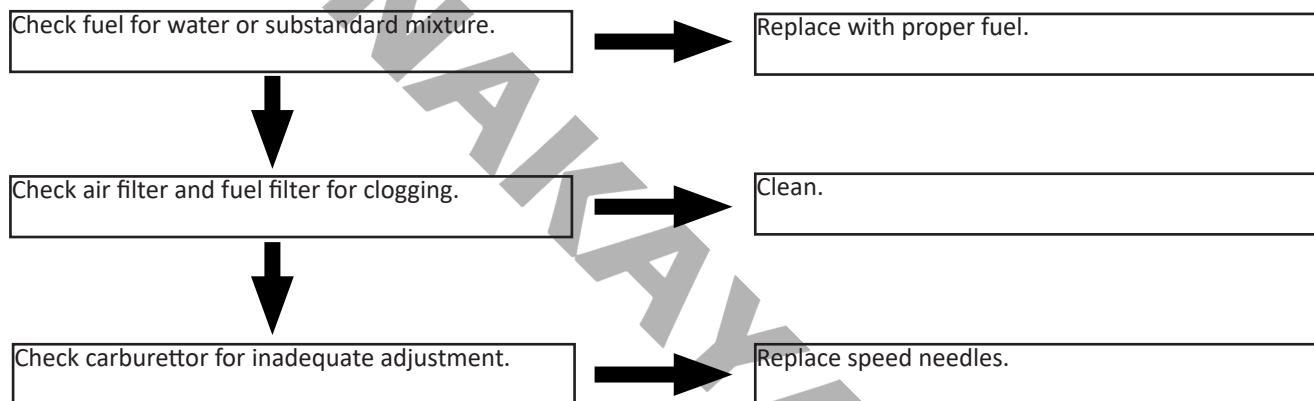 Check fuel for water or substandard mixture.
Replace with proper fuel.
Check air filter and fuel filter for clogging.
Clean.
Check carburettor for inadequate adjustment.
Replace speed needles.
NAKAY